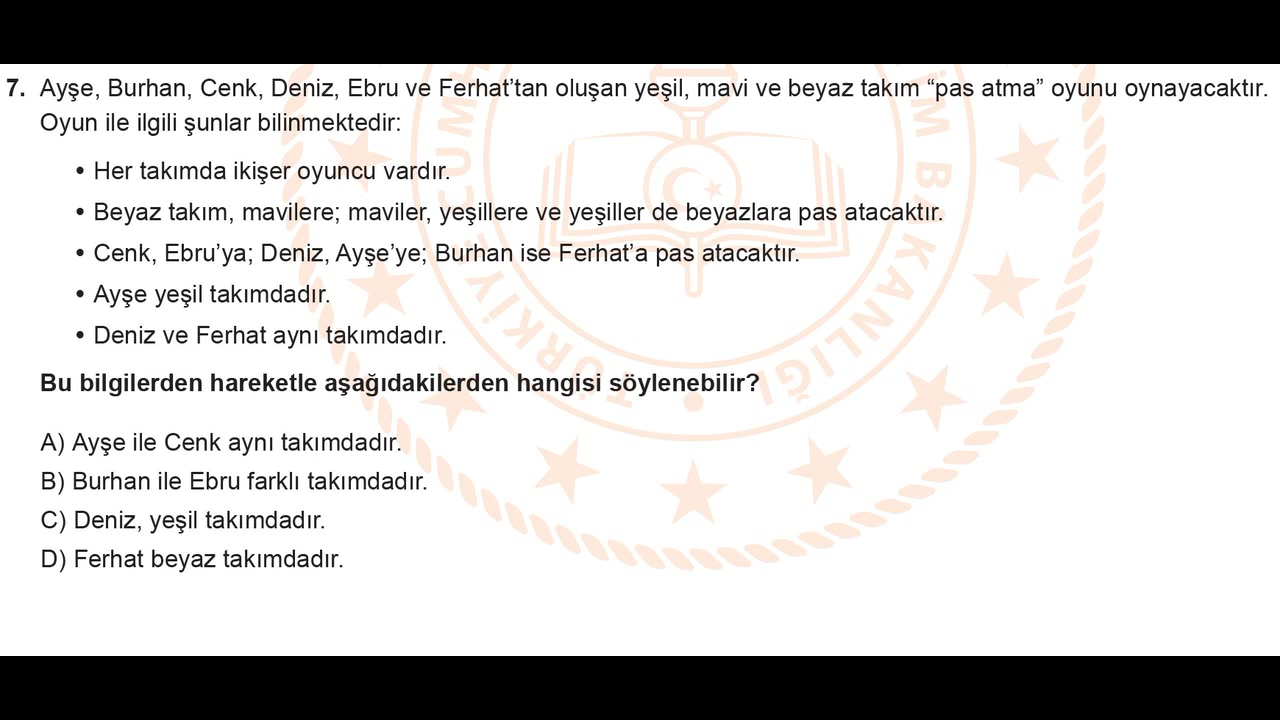 7. Ayşe, Burhan, Cenk, Deniz, Ebru ve Ferhat’tan oluşan yeşil, mavi ve beyaz takım “pas atma” oyunu oynayacaktır.
Oyun ile ilgili şunlar bilinmektedir:
• Her takımda ikişer oyuncu vardır.
• Beyaz takım, mavilere; maviler, yeşillere ve yeşiller de beyazlara pas atacaktır.
• Cenk, Ebru’ya; Deniz, Ayşe’ye; Burhan ise Ferhat’a pas atacaktır.
• Ayşe yeşil takımdadır.
• Deniz ve Ferhat aynı takımdadır.
Bu bilgilerden hareketle aşağıdakilerden hangisi söylenebilir?
A) Ayşe ile Cenk aynı takımdadır.
B) Burhan ile Ebru farklı takımdadır.
C) Deniz, yeşil takımdadır.
D) Ferhat beyaz takımdadır.